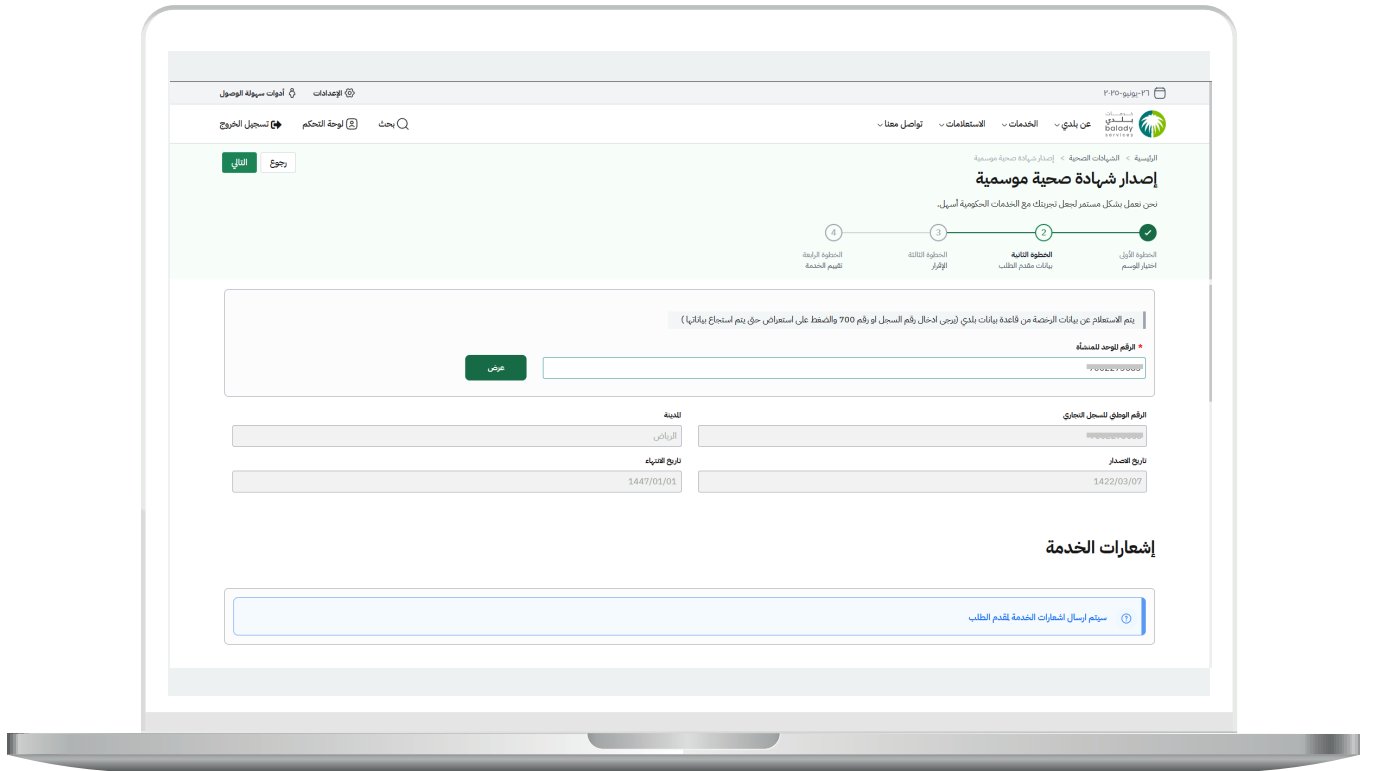 ٢٦-يونيو-٢٠٢٥
الإعدادات
أدوات سهولة الوصول
بـلـــدي
balady
services
عن بلدي
الخدمات
الاستعلامات
تواصل معنا
بحث
لوحة التحكم
تسجيل الخروج
الرئيسية > الشهادات الصحية > إصدار شهادة صحية موسمية
رجوع
التالي
إصدار شهادة صحية موسمية
نحن نعمل بشكل مستمر لجعل تجربتك مع الخدمات الحكومية أسهل.
2
3
4
الخطوة الأولى
اختيار الموسم
الخطوة الثانية
بيانات مقدم الطلب
الخطوة الثالثة
الإقرار
الخطوة الرابعة
تقييم الخدمة
يتم الاستعلام عن بيانات الرخصة من قاعدة بيانات بلدي (يرجى ادخال رقم السجل او رقم 700 والضغط على استعراض حتى يتم استجاع بياناتها )
* الرقم الموحد للمنشأة
عرض
الرقم الوطني للسجل التجاري
المدينة
الرياض
تاريخ الاصدار
تاريخ الانتهاء
1422/03/07
1447/01/01
إشعارات الخدمة
سيتم ارسال اشعارات الخدمة لمقدم الطلب